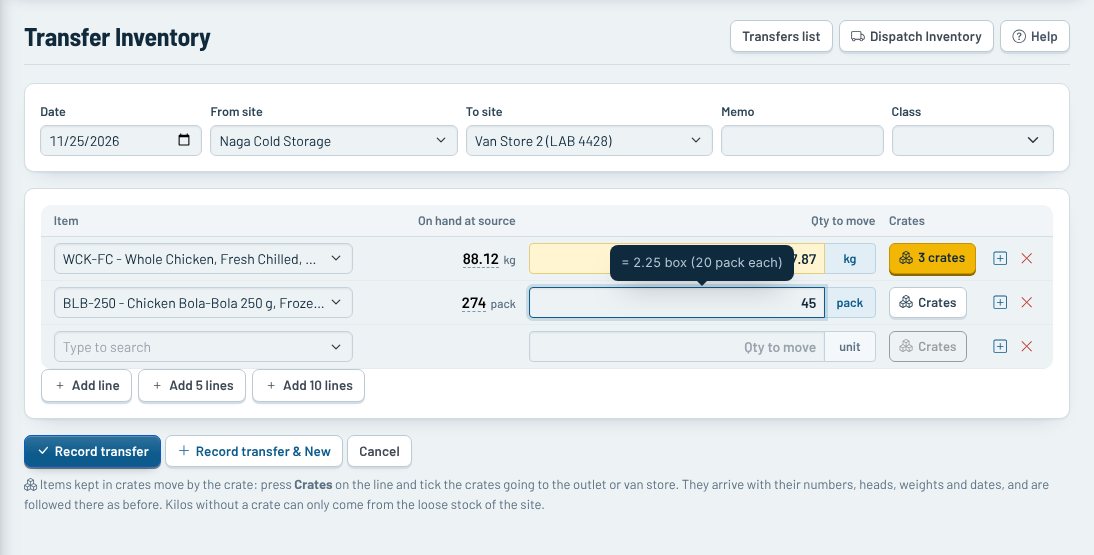 Transfer Inventory
Transfers list
Dispatch Inventory
Help
Date
From site
To site
Memo
Class
11/25/2026
Naga Cold Storage
Van Store 2 (LAB 4428)
Item
On hand at source
Qty to move
Crates
WCK-FC - Whole Chicken, Fresh Chilled, ...
88.12 kg
7.87
kg
3 crates
= 2.25 box (20 pack each)
BLB-250 - Chicken Bola-Bola 250 g, Froze...
274 pack
45
pack
Crates
Type to search
Qty to move
unit
Crates
+ Add line
+ Add 5 lines
+ Add 10 lines
Record transfer
+ Record transfer & New
Cancel
Items kept in crates move by the crate: press Crates on the line and tick the crates going to the outlet or van store. They arrive with their numbers, heads, weights and dates, and are
followed there as before. Kilos without a crate can only come from the loose stock of the site.